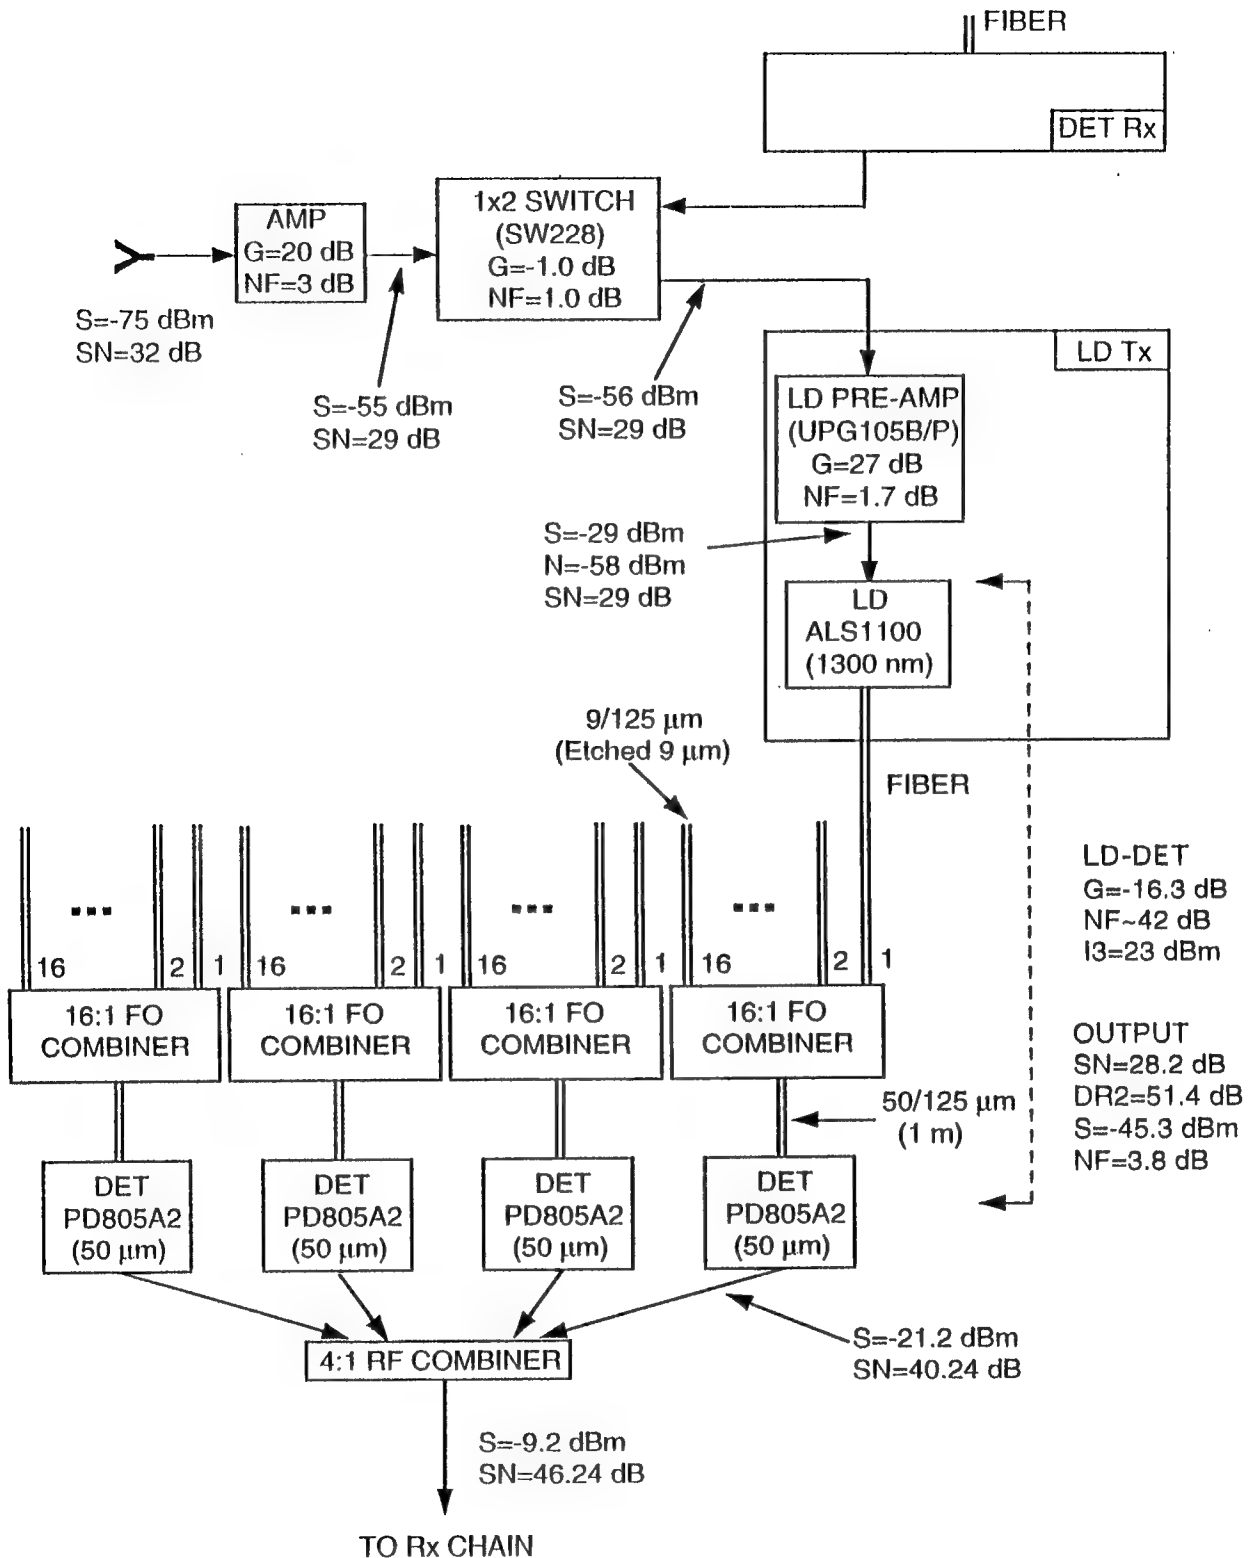 FIBER
DET Rx
AMP
G=20 dB
NF=3 dB
1x2 SWITCH
(SW228)
G=-1.0 dB
NF=1.0 dB
S=-75 dBm
SN=32 dB
S=-55 dBm
SN=29 dB
S=-56 dBm
SN=29 dB
LD Tx
LD PRE-AMP
(UPG105B/P)
G=27 dB
NF=1.7 dB
S=-29 dBm
N=-58 dBm
SN=29 dB
LD
ALS1100
(1300 nm)
9/125 µm
(Etched 9 µm)
FIBER
LD-DET
G=-16.3 dB
NF~42 dB
I3=23 dBm
16 2 1
16 2 1
16 2 1
16 2 1
16:1 FO
COMBINER
16:1 FO
COMBINER
16:1 FO
COMBINER
16:1 FO
COMBINER
OUTPUT
SN=28.2 dB
DR2=51.4 dB
S=-45.3 dBm
NF=3.8 dB
50/125 µm
(1 m)
DET
PD805A2
(50 µm)
DET
PD805A2
(50 µm)
DET
PD805A2
(50 µm)
DET
PD805A2
(50 µm)
S=-21.2 dBm
SN=40.24 dB
4:1 RF COMBINER
S=-9.2 dBm
SN=46.24 dB
TO Rx CHAIN